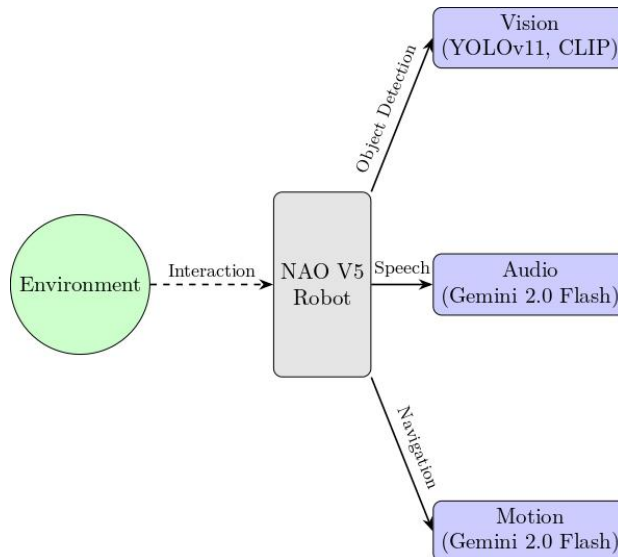 Vision
(YOLOv11, CLIP)
Object Detection
Environment
Interaction
NAO V5
Robot
Speech
Audio
(Gemini 2.0 Flash)
Navigation
Motion
(Gemini 2.0 Flash)